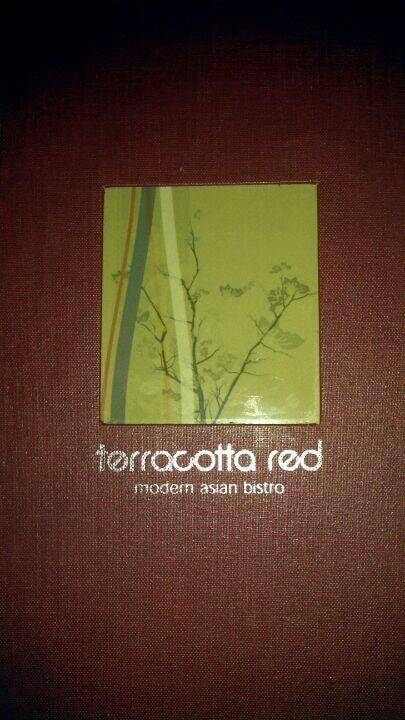 terracotta red
modern asian bistro